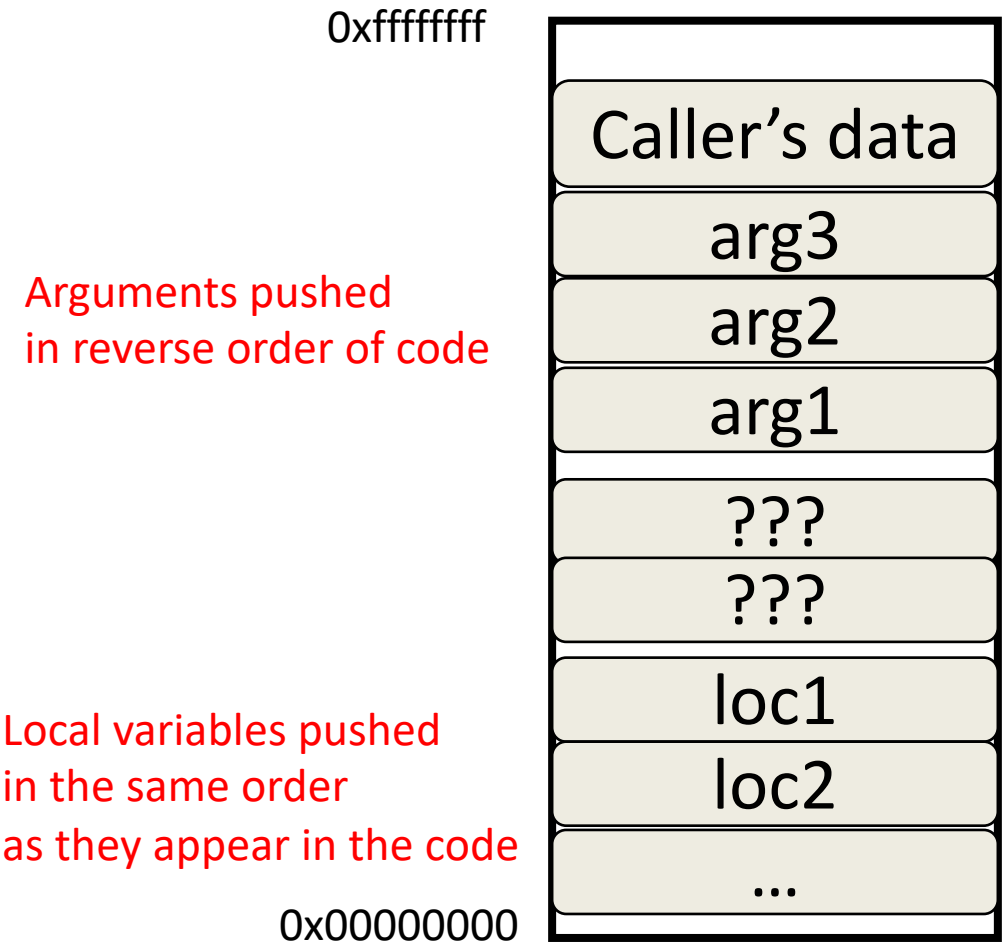 0xffffffff
Caller’s data
arg3
Arguments pushed
in reverse order of code
arg2
arg1
???
???
loc1
Local variables pushed
in the same order
as they appear in the code
loc2
...
0x00000000